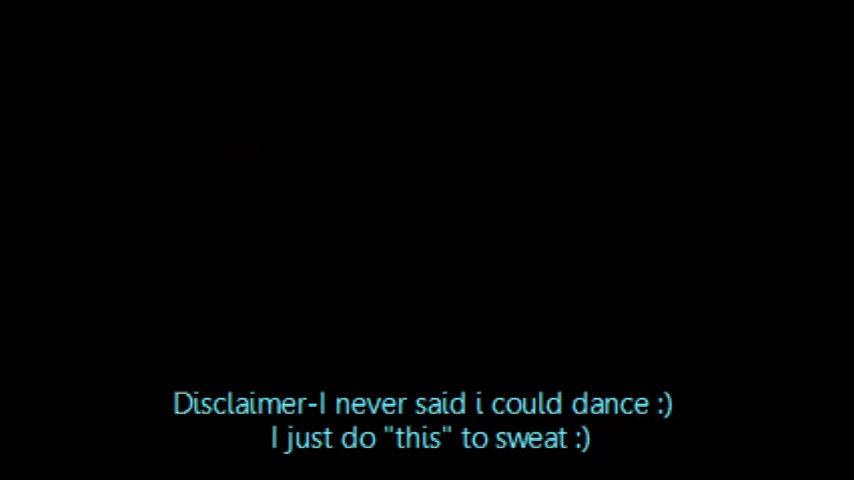 Disclaimer-I never said i could dance :)
I just do "this" to sweat :)